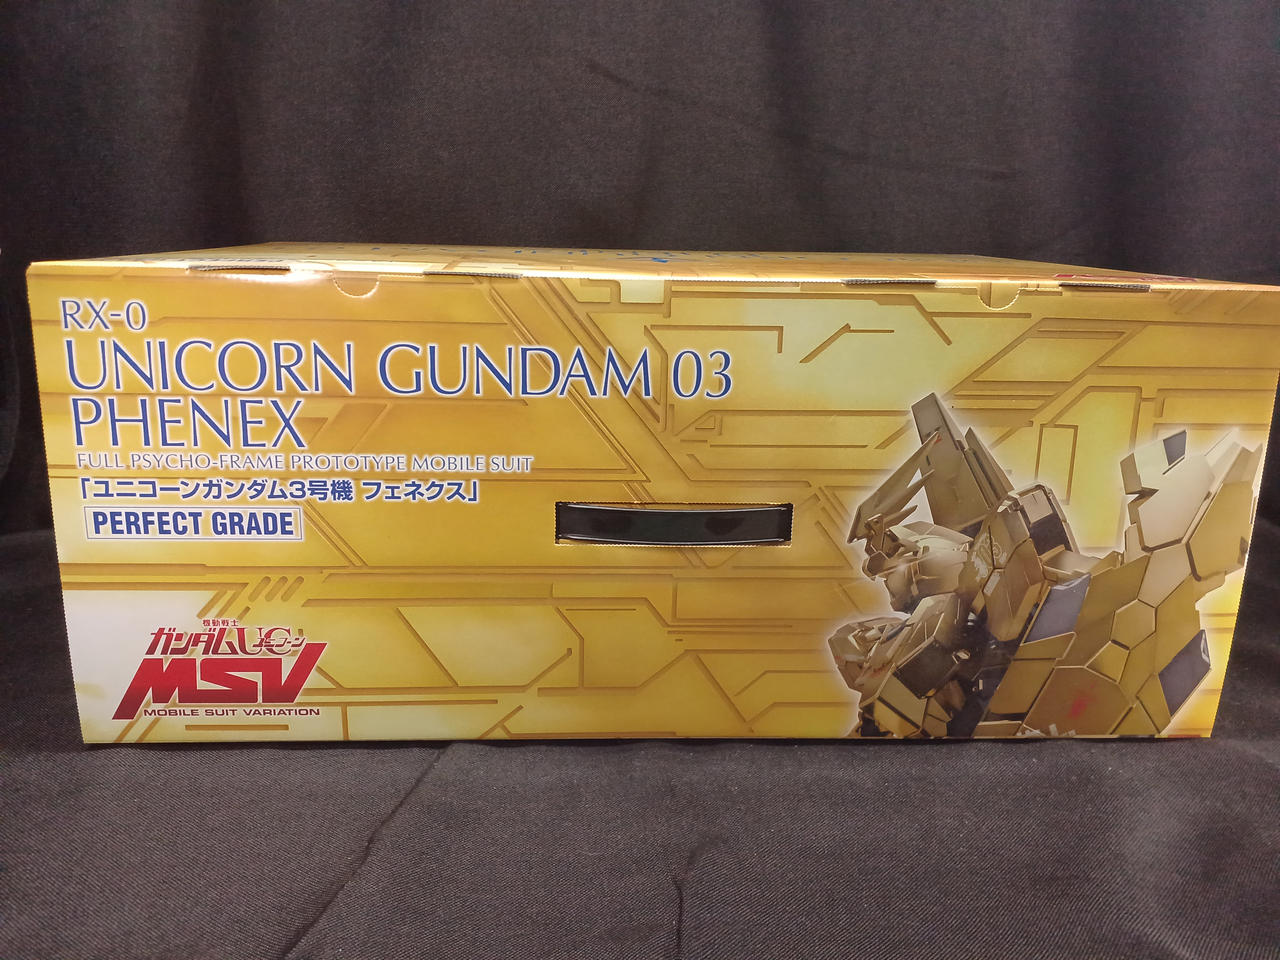 RX-0
UNICORN GUNDAM 03
PHENEX
FULL PSYCHO-FRAME PROTOTYPE MOBILE SUIT
「ユニコーンガンダム3号機 フェネクス」
PERFECT GRADE
機動戦士
ガンダムUC
ユニコーン
MSV
MOBILE SUIT VARIATION